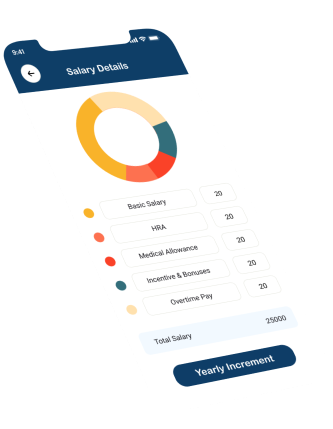 9:41
Salary Details
Basic Salary 20
HRA 20
Medical Allowance 20
Incentive & Bonuses 20
Overtime Pay 20
Total Salary 25000
Yearly Increment